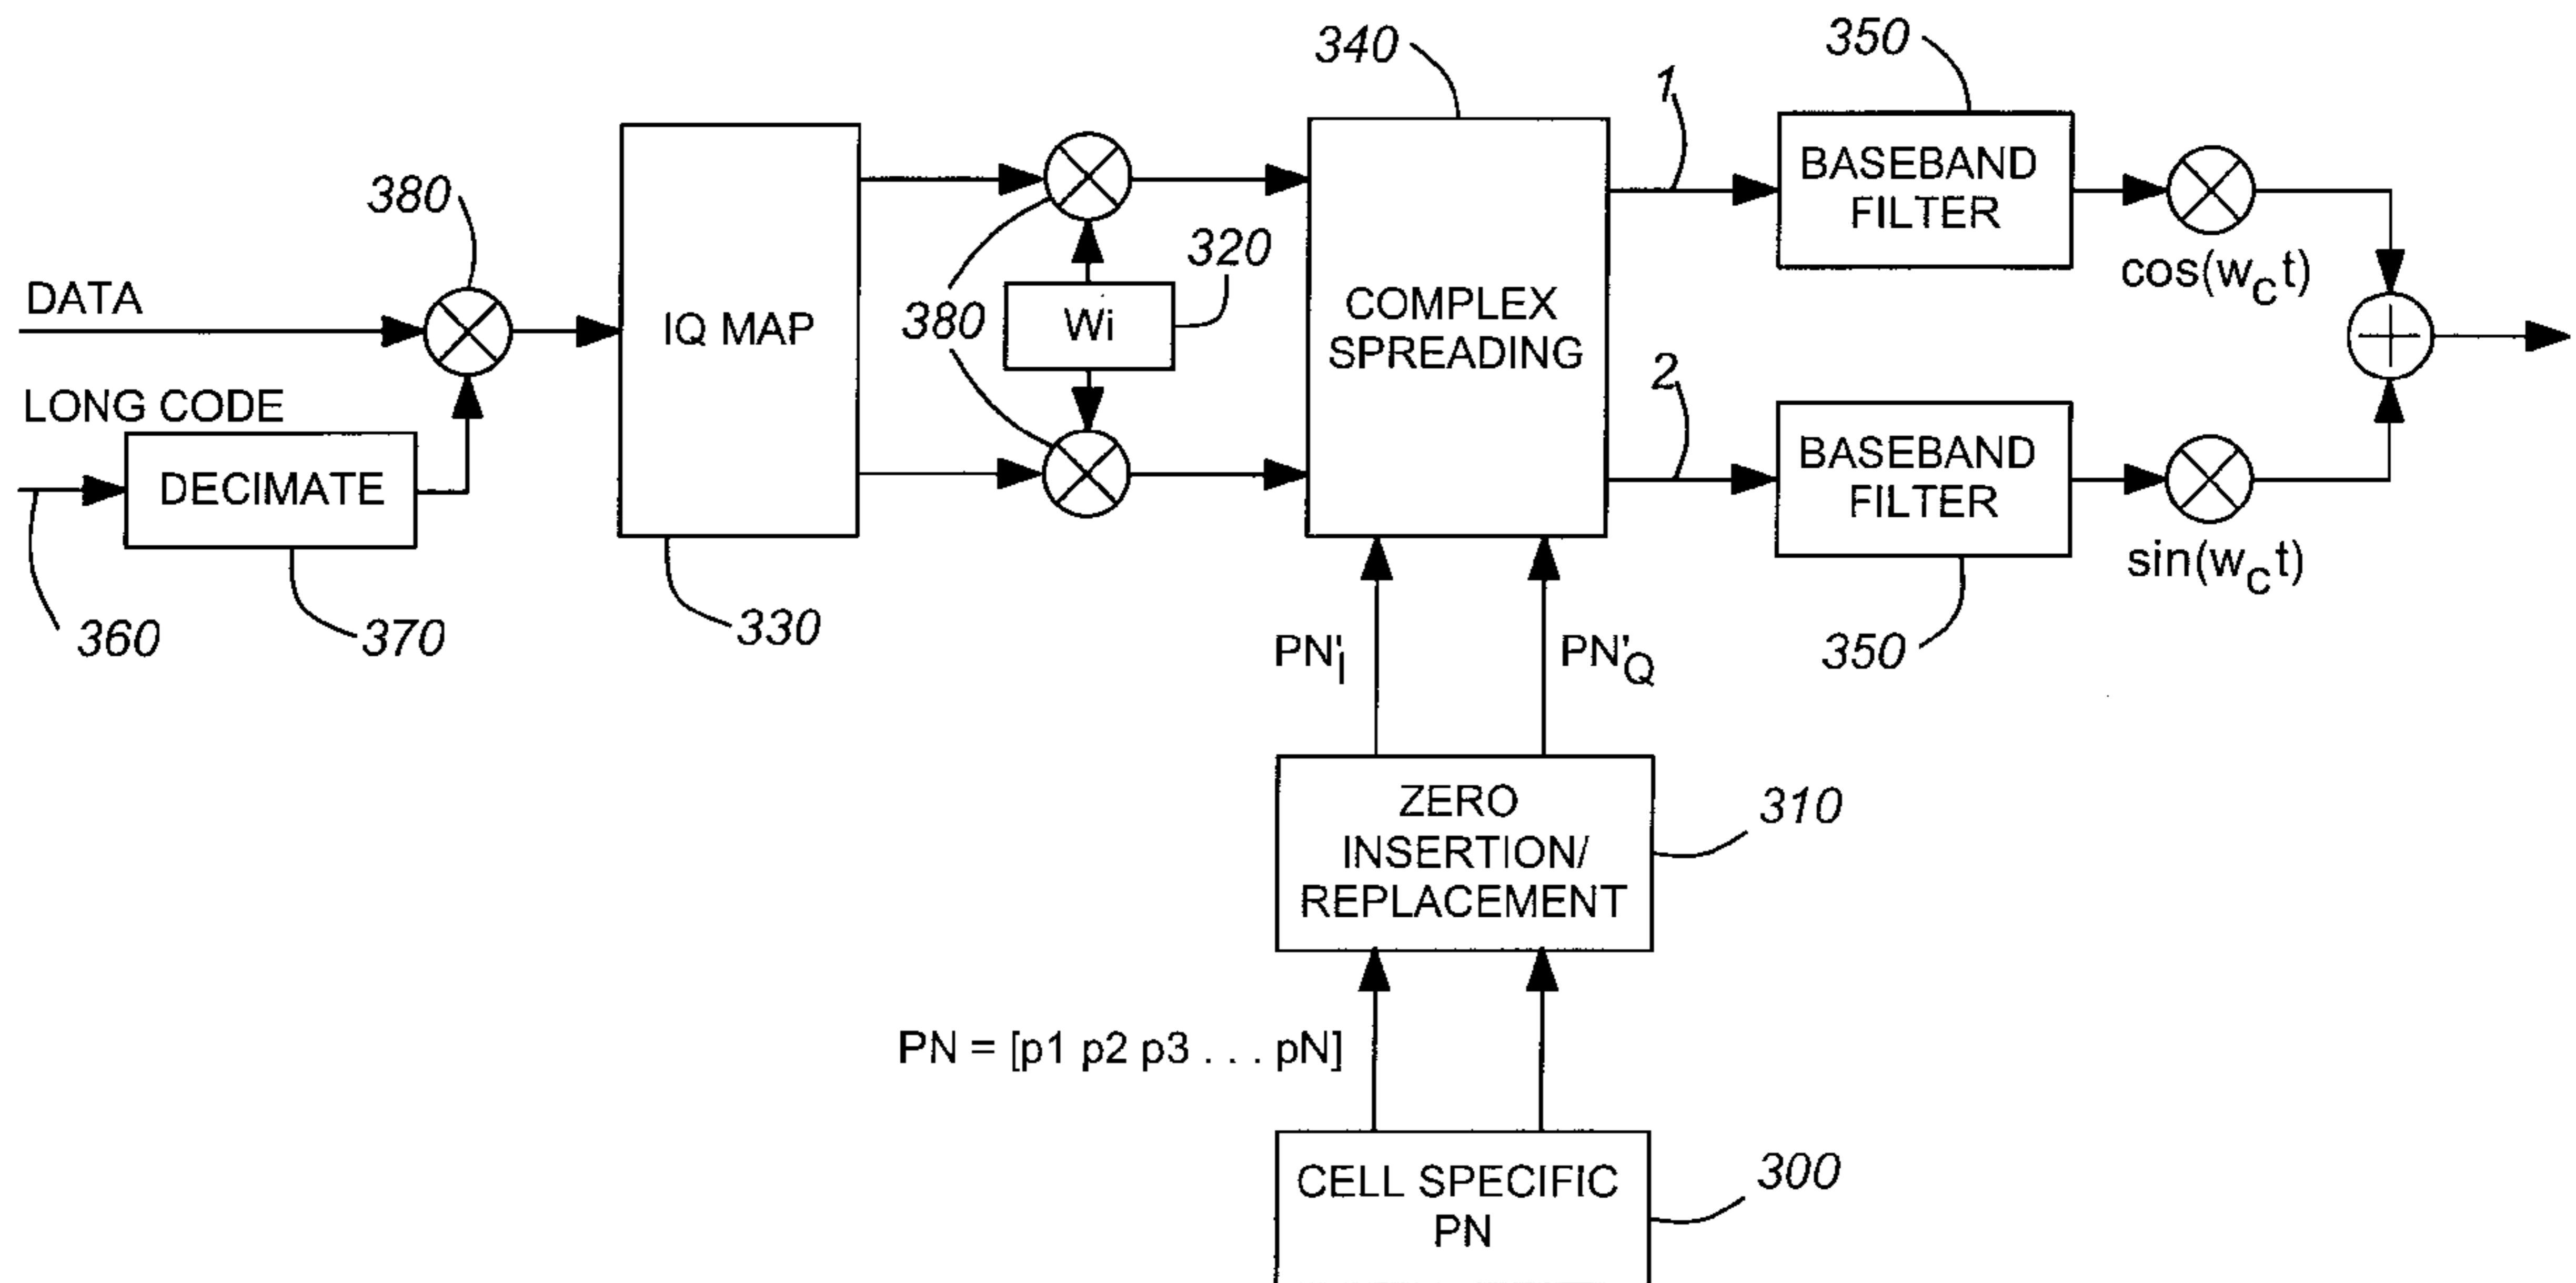 340
350
1
380
BASEBAND
FILTER
320
cos(wct)
DATA
IQ MAP
380
Wi
COMPLEX
SPREADING
2
LONG CODE
DECIMATE
BASEBAND
FILTER
sin(wct)
360
370
330
PN'I
PN'Q
350
ZERO
INSERTION/
REPLACEMENT
310
PN = [p1 p2 p3 . . . pN]
CELL SPECIFIC
PN
300